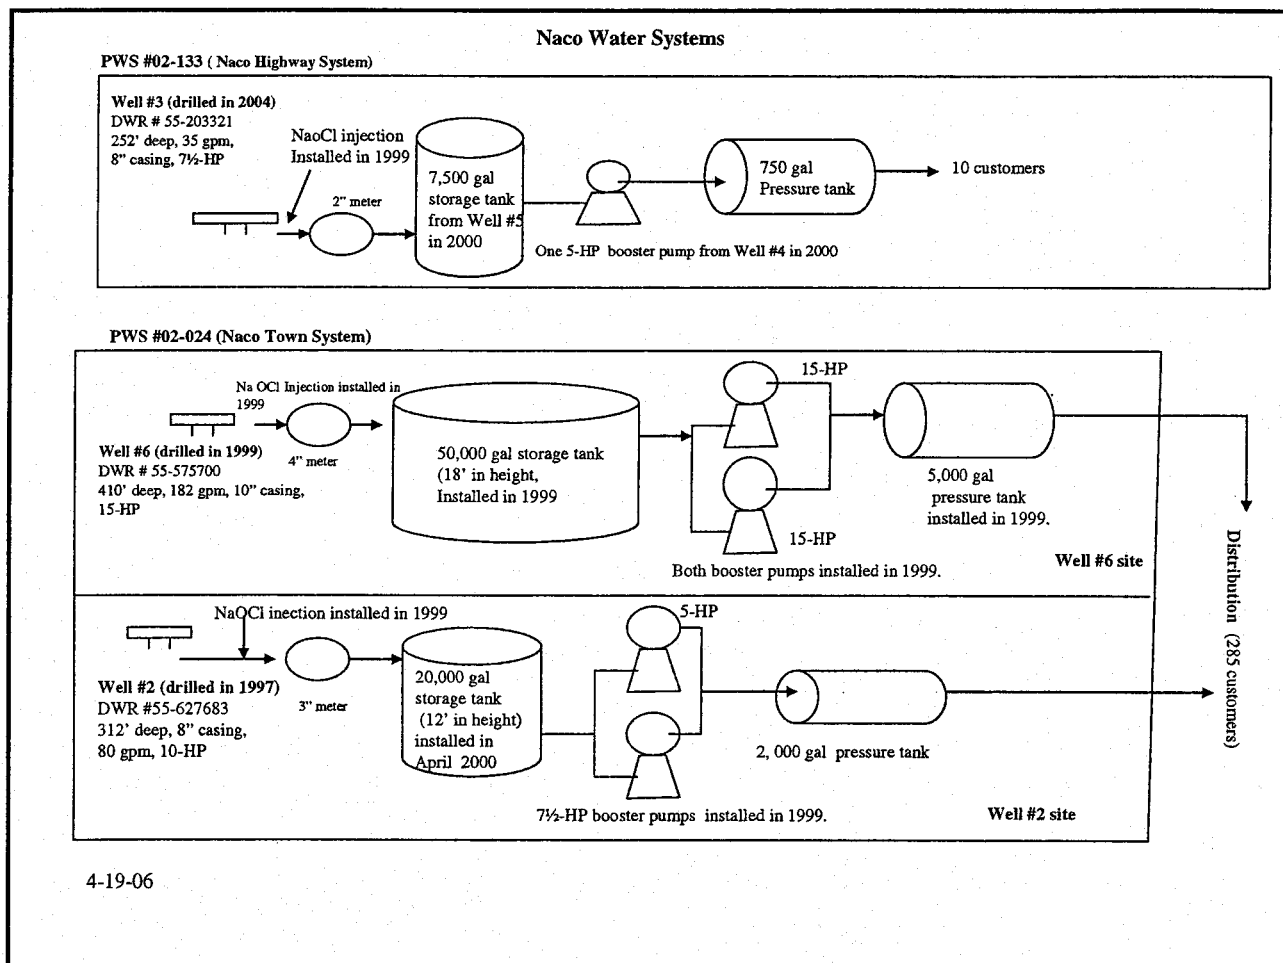 Naco Water Systems
PWS #02-133 ( Naco Highway System)
Well #3 (drilled in 2004)
DWR # 55-203321
252' deep, 35 gpm,
8" casing, 7½-HP
NaoCl injection
Installed in 1999
2" meter
7,500 gal
storage tank
from Well #5
in 2000
One 5-HP booster pump from Well #4 in 2000
750 gal
Pressure tank
10 customers
PWS #02-024 (Naco Town System)
Na OCl Injection installed in
1999
Well #6 (drilled in 1999)
DWR # 55-575700
410' deep, 182 gpm, 10" casing,
15-HP
4" meter
50,000 gal storage tank
(18' in height,
Installed in 1999
15-HP
15-HP
Both booster pumps installed in 1999.
5,000 gal
pressure tank
installed in 1999.
Well #6 site
NaOCl inection installed in 1999
Well #2 (drilled in 1997)
DWR #55-627683
312' deep, 8" casing,
80 gpm, 10-HP
3" meter
20,000 gal
storage tank
(12' in height)
installed in
April 2000
5-HP
7½-HP booster pumps installed in 1999.
2, 000 gal pressure tank
Well #2 site
Distribution (285 customers)
4-19-06